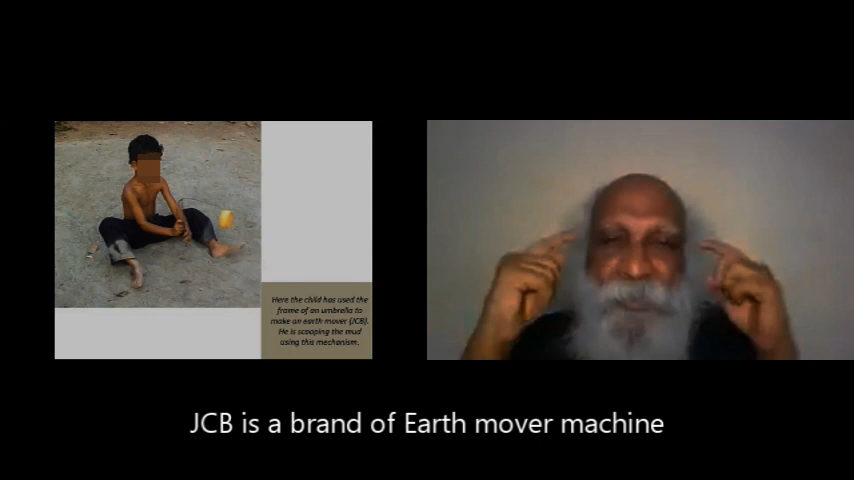 Here the child has used the
frame of an umbrella to
make an earth mover (JCB).
He is scooping the mud
using this mechanism.
JCB is a brand of Earth mover machine